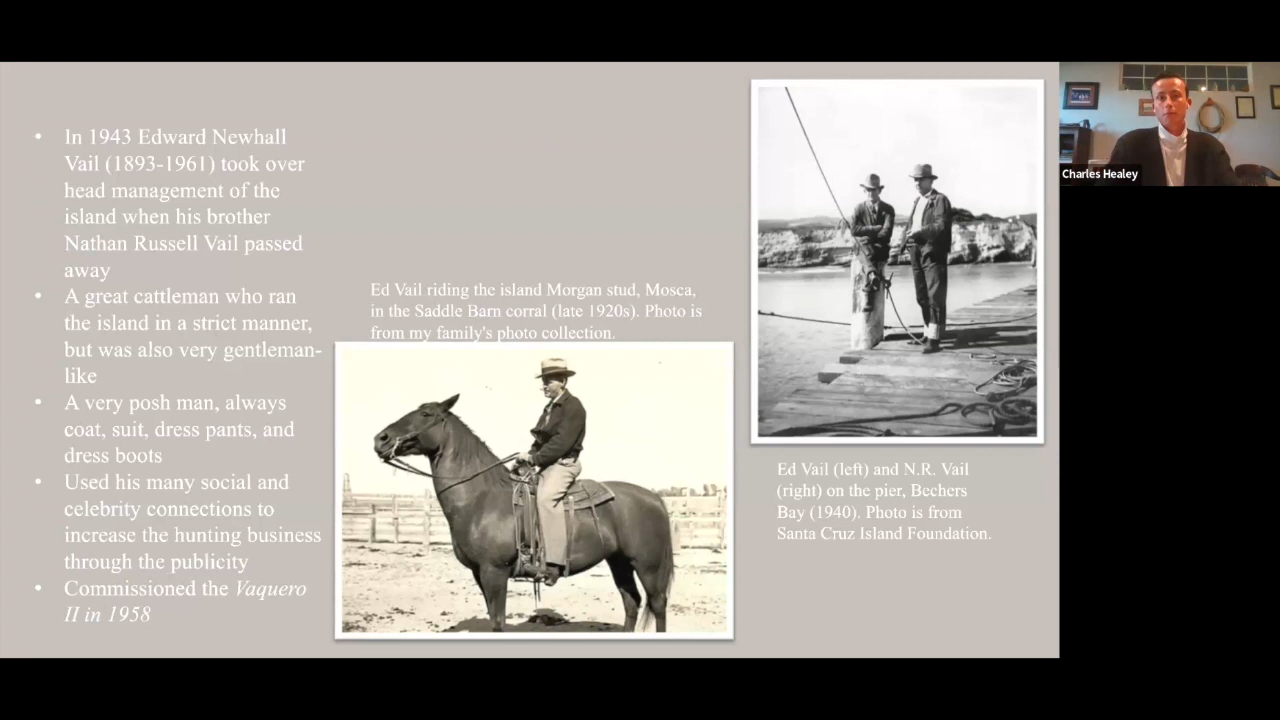 • In 1943 Edward Newhall
Vail (1893-1961) took over
head management of the
island when his brother
Nathan Russell Vail passed
away
• A great cattleman who ran
the island in a strict manner,
but was also very gentleman-
like
• A very posh man, always
coat, suit, dress pants, and
dress boots
• Used his many social and
celebrity connections to
increase the hunting business
through the publicity
• Commissioned the Vaquero
II in 1958
Ed Vail riding the island Morgan stud, Mosca,
in the Saddle Barn corral (late 1920s). Photo is
from my family's photo collection.
Ed Vail (left) and N.R. Vail
(right) on the pier, Bechers
Bay (1940). Photo is from
Santa Cruz Island Foundation.
Charles Healey